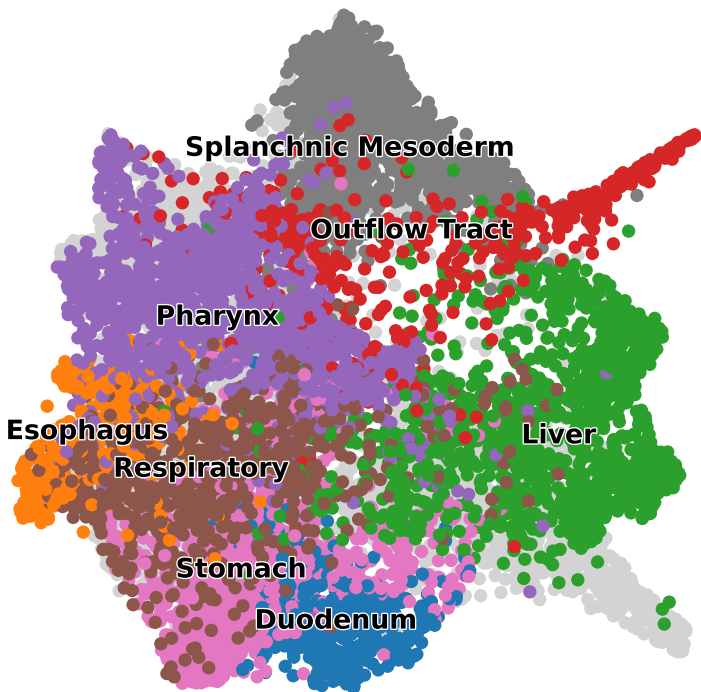 Splanchnic Mesoderm
Outflow Tract
Pharynx
Esophagus
Liver
Respiratory
Stomach
Duodenum